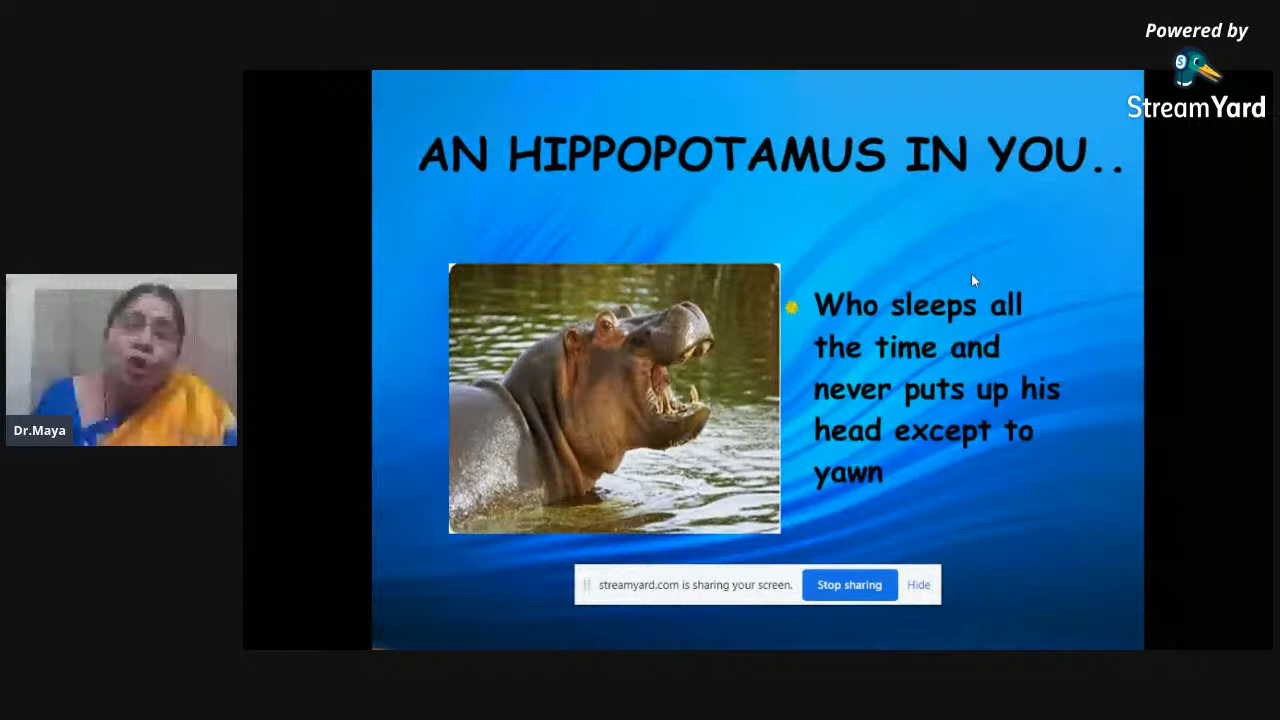 Powered by
StreamYard
AN HIPPOPOTAMUS IN YOU..
Who sleeps all
the time and
never puts up his
head except to
yawn
Dr.Maya
streamyard.com is sharing your screen. Stop sharing Hide